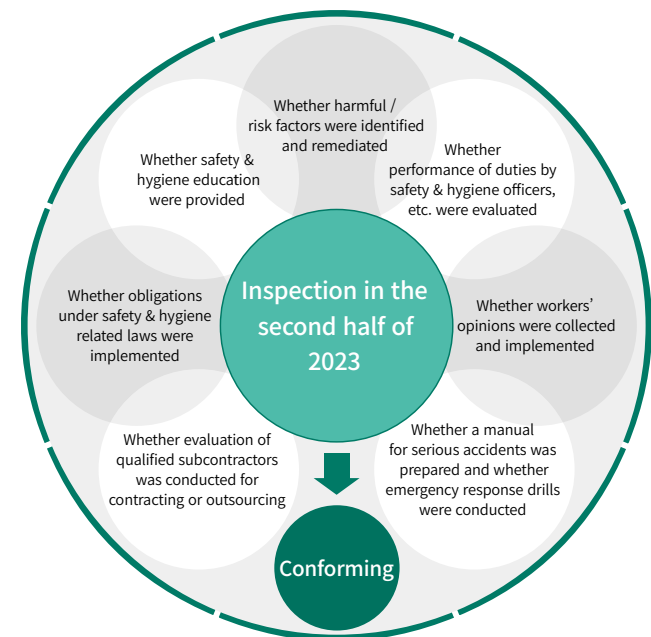 Whether harmful /
risk factors were identified
and remediated
Whether
performance of duties by
safety & hygiene officers,
etc. were evaluated
Whether safety &
hygiene education
were provided
Inspection in the
second half of
2023
Whether workers’
opinions were collected
and implemented
Whether obligations
under safety & hygiene
related laws were
implemented
Whether a manual
for serious accidents was
prepared and whether
emergency response drills
were conducted
Whether evaluation of
qualified subcontractors
was conducted for
contracting or outsourcing
Conforming